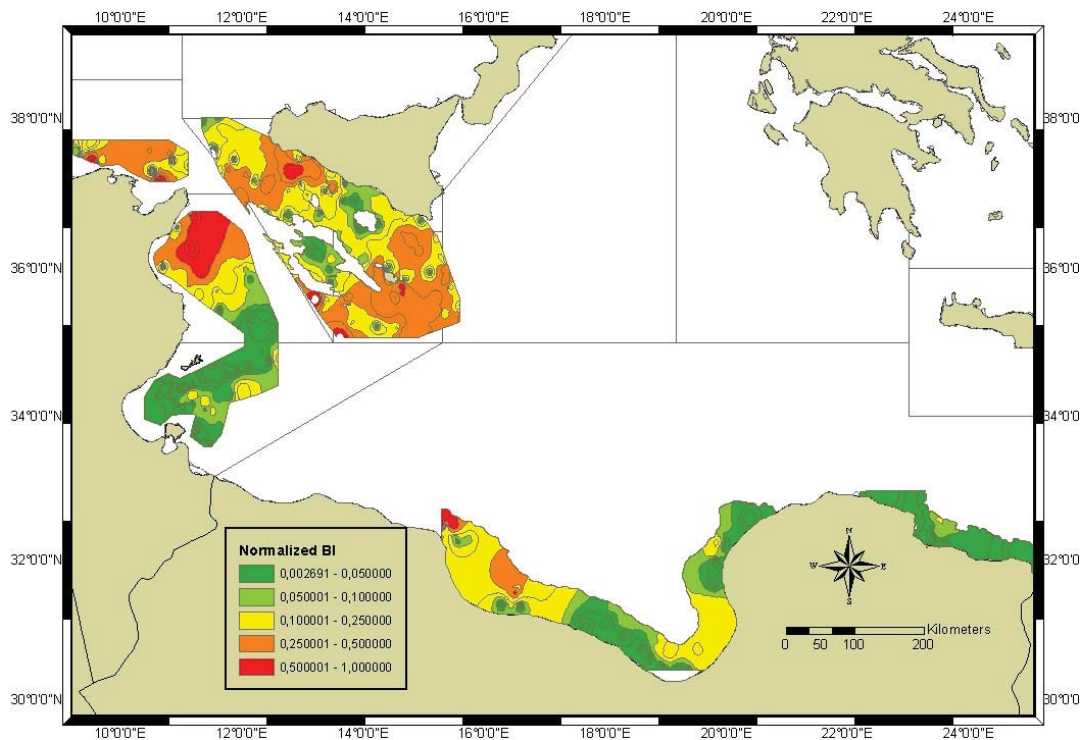 10°0'0"E 12°0'0"E 14°0'0"E 16°0'0"E 18°0'0"E 20°0'0"E 22°0'0"E 24°0'0"E
38°0'0"N 38°0'0"N
36°0'0"N 36°0'0"N
34°0'0"N 34°0'0"N
32°0'0"N 32°0'0"N
30°0'0"N 30°0'0"N
Normalized BI
0,002691 - 0,050000
0,050001 - 0,100000
0,100001 - 0,250000
0,250001 - 0,500000
0,500001 - 1,000000
N
W E
S
Kilometers
0 50 100 200
10°0'0"E 12°0'0"E 14°0'0"E 16°0'0"E 18°0'0"E 20°0'0"E 22°0'0"E 24°0'0"E